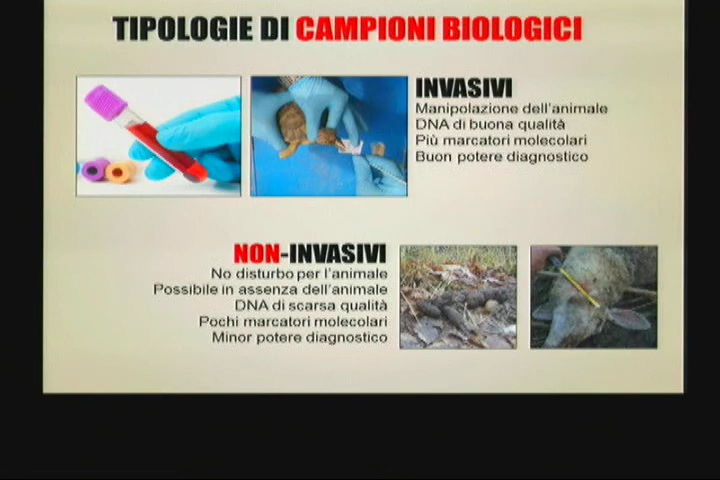 TIPOLOGIE DI CAMPIONI BIOLOGICI
INVASIVI
Manipolazione dell'animale
DNA di buona qualità
Più marcatori molecolari
Buon potere diagnostico
NON-INVASIVI
No disturbo per l'animale
Possibile in assenza dell'animale
DNA di scarsa qualità
Pochi marcatori molecolari
Minor potere diagnostico